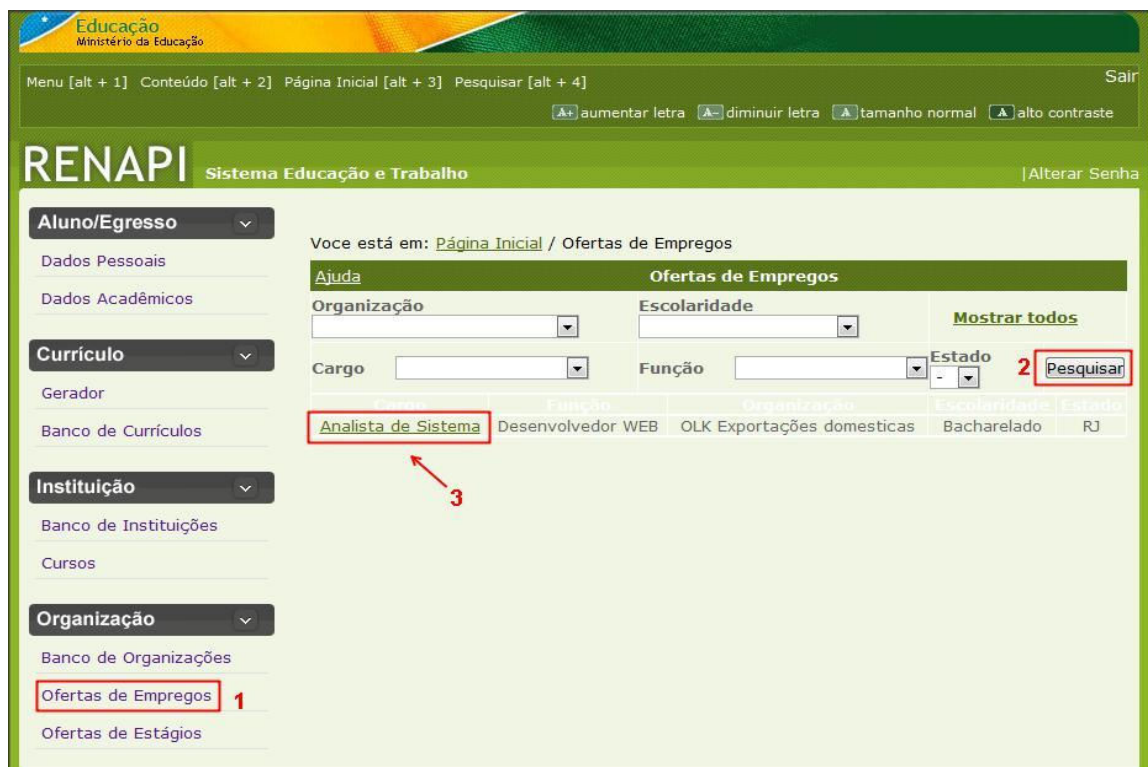 Educação
Ministério da Educação
Menu [alt + 1] Conteúdo [alt + 2] Página Inicial [alt + 3] Pesquisar [alt + 4]
Sair
A+ aumentar letra A- diminuir letra A tamanho normal A alto contraste
RENAPI Sistema Educação e Trabalho
|Alterar Senha
Aluno/Egresso
Dados Pessoais
Dados Acadêmicos
Currículo
Gerador
Banco de Currículos
Instituição
Banco de Instituições
Cursos
Organização
Banco de Organizações
Ofertas de Empregos 1
Ofertas de Estágios
Voce está em: Página Inicial / Ofertas de Empregos
Ajuda Ofertas de Empregos
Organização Escolaridade
Mostrar todos
Cargo Função Estado
- 2 Pesquisar
Cargo Função Organização Escolaridade Estado
Analista de Sistema Desenvolvedor WEB OLK Exportações domesticas Bacharelado RJ
3